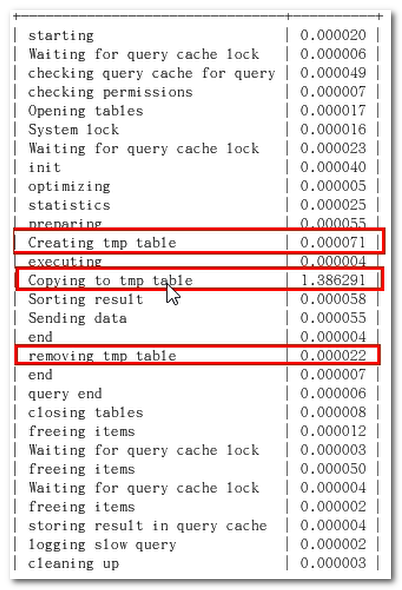 starting | 0.000020
Waiting for query cache lock | 0.000006
checking query cache for query | 0.000049
checking permissions | 0.000007
Opening tables | 0.000017
System lock | 0.000016
Waiting for query cache lock | 0.000023
init | 0.000040
optimizing | 0.000005
statistics | 0.000025
preparing | 0.000055
Creating tmp table | 0.000071
executing | 0.000004
Copying to tmp table | 1.386291
Sorting result | 0.000058
Sending data | 0.000055
end | 0.000004
removing tmp table | 0.000022
end | 0.000007
query end | 0.000006
closing tables | 0.000008
freeing items | 0.000012
Waiting for query cache lock | 0.000003
freeing items | 0.000050
Waiting for query cache lock | 0.000004
freeing items | 0.000002
storing result in query cache | 0.000004
logging slow query | 0.000002
cleaning up | 0.000003